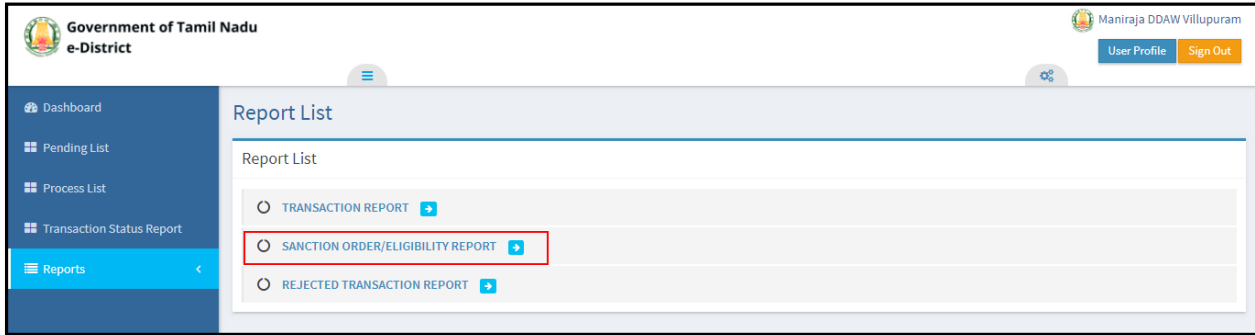 Government of Tamil Nadu
e-District
Maniraja DDAW Villupuram
User Profile
Sign Out
Dashboard
Pending List
Process List
Transaction Status Report
Reports
Report List
Report List
TRANSACTION REPORT
SANCTION ORDER/ELIGIBILITY REPORT
REJECTED TRANSACTION REPORT